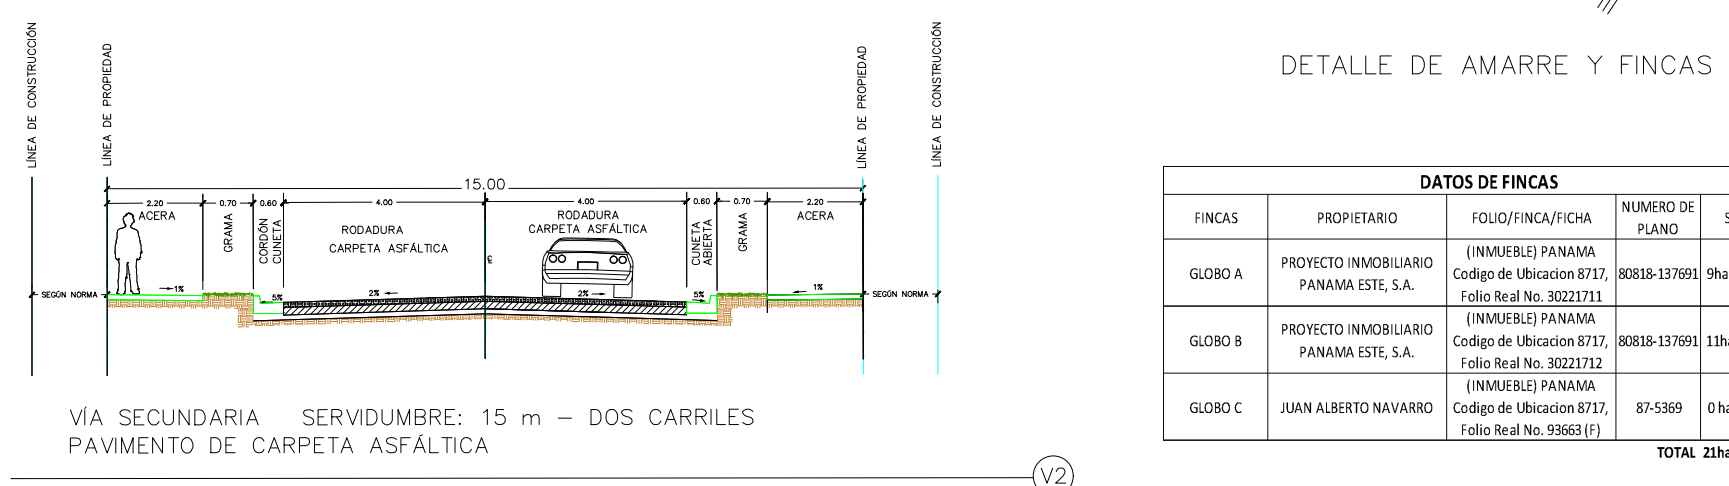 LÍNEA DE CONSTRUCCIÓN
LÍNEA DE PROPIEDAD
LÍNEA DE PROPIEDAD
LÍNEA DE CONSTRUCCIÓN
15.00
2.20
0.70
0.60
4.00
4.00
0.60
0.70
2.20
ACERA
GRAMA
CORDÓN
CUNETA
RODADURA
CARPETA ASFÁLTICA
RODADURA
CARPETA ASFÁLTICA
CUNETA
ABIERTA
GRAMA
ACERA
SEGÚN NORMA
1%
5%
2%
2%
5%
1%
SEGÚN NORMA
VÍA SECUNDARIA SERVIDUMBRE: 15 m – DOS CARRILES
PAVIMENTO DE CARPETA ASFÁLTICA
V2
DETALLE DE AMARRE Y FINCAS
DATOS DE FINCAS
FINCAS PROPIETARIO FOLIO/FINCA/FICHA NUMERO DE PLANO S
GLOBO A PROYECTO INMOBILIARIO PANAMA ESTE, S.A. (INMUEBLE) PANAMA Codigo de Ubicacion 8717, Folio Real No. 30221711 80818-137691 9ha
GLOBO B PROYECTO INMOBILIARIO PANAMA ESTE, S.A. (INMUEBLE) PANAMA Codigo de Ubicacion 8717, Folio Real No. 30221712 80818-137691 11ha
GLOBO C JUAN ALBERTO NAVARRO (INMUEBLE) PANAMA Codigo de Ubicacion 8717, Folio Real No. 93663 (F) 87-5369 0 ha
TOTAL 21ha